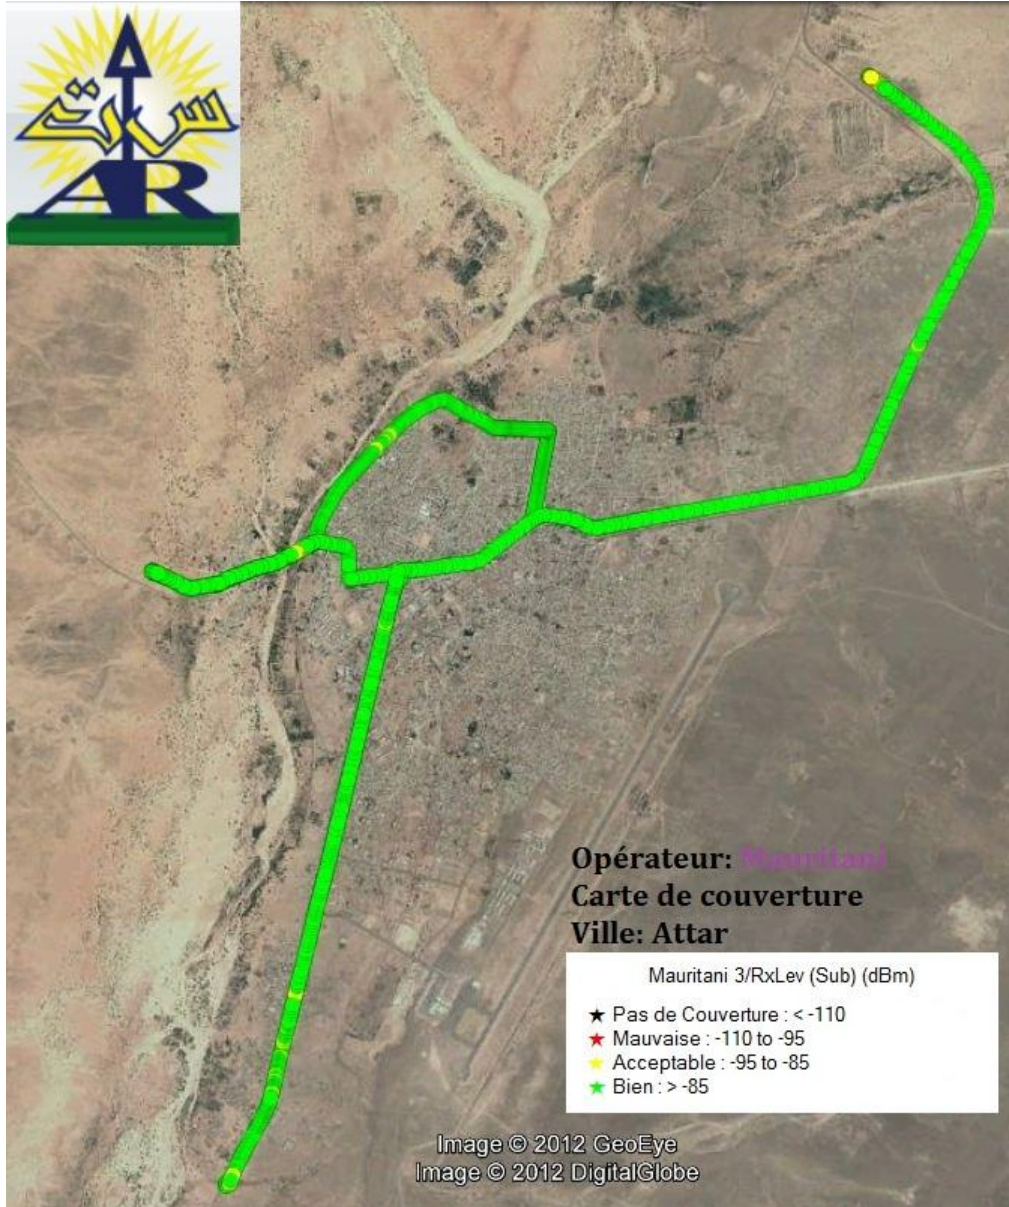 AR
Opérateur: Mauritani
Carte de couverture
Ville: Attar
Mauritani 3/RxLev (Sub) (dBm)
Pas de Couverture : < -110
Mauvaise : -110 to -95
Acceptable : -95 to -85
Bien : > -85
Image © 2012 GeoEye
Image © 2012 DigitalGlobe